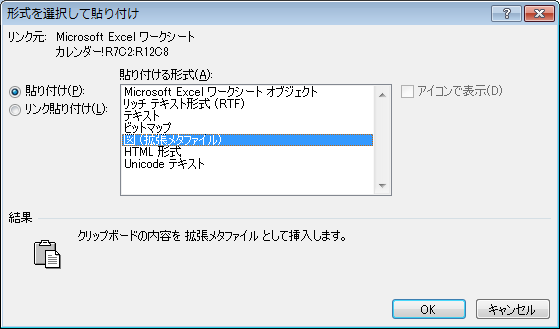 形式を選択して貼り付け
リンク元: Microsoft Excel ワークシート
カレンダー!R7C2:R12C8
貼り付ける形式(A):
貼り付け(P):
リンク貼り付け(L):
Microsoft Excel ワークシート オブジェクト
リッチ テキスト形式 (RTF)
テキスト
ビットマップ
図 (拡張メタファイル)
HTML 形式
Unicode テキスト
アイコンで表示(D)
結果
クリップボードの内容を 拡張メタファイル として挿入します。
OK
キャンセル